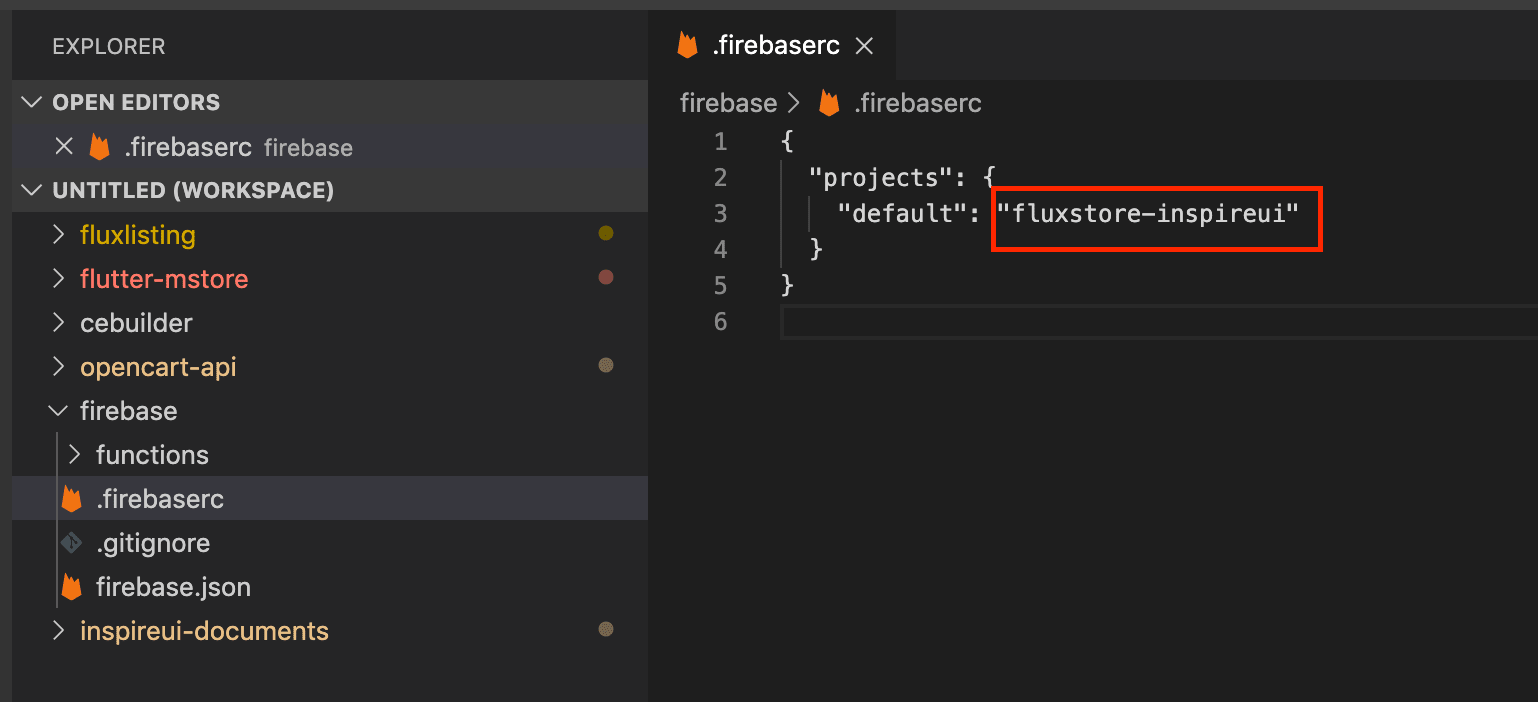 EXPLORER
OPEN EDITORS
.firebaserc firebase
UNTITLED (WORKSPACE)
fluxlisting
flutter-mstore
cebuilder
opencart-api
firebase
functions
.firebaserc
.gitignore
firebase.json
inspireui-documents
.firebaserc
firebase > .firebaserc
1 {
2 "projects": {
3 "default": "fluxstore-inspireui"
4 }
5 }
6